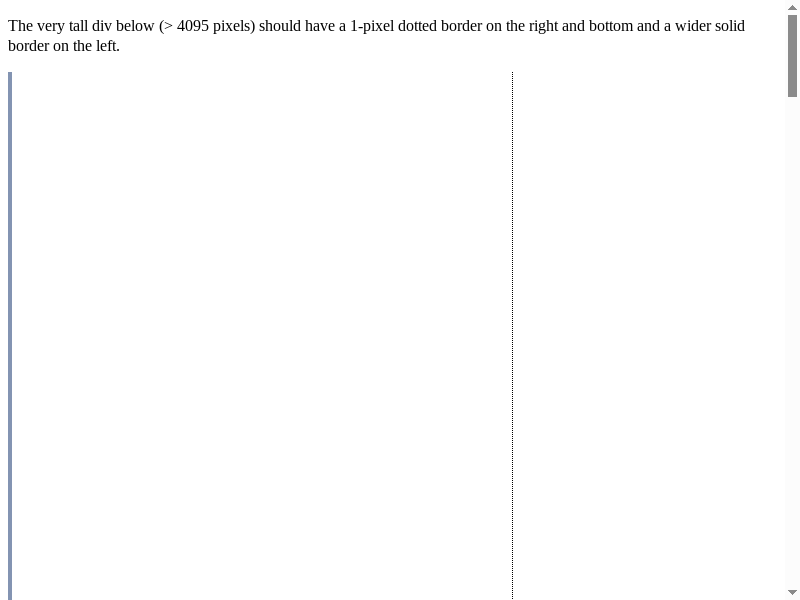 The very tall div below (> 4095 pixels) should have a 1-pixel dotted border on the right and bottom and a wider solid
border on the left.